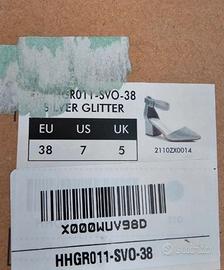 HHGR011-SVO-38
SILVER GLITTER
EU US UK
38 7 5
2110ZX0014
X000WUV98D
HHGR011-SVO-38